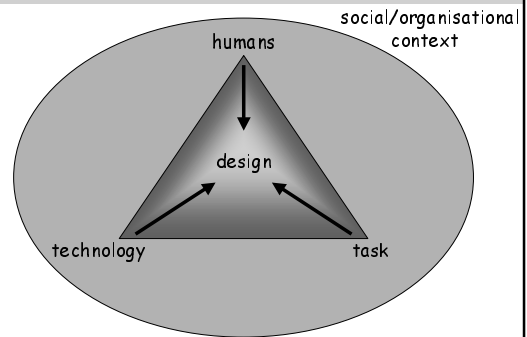 social/organisational
context
humans
design
technology
task